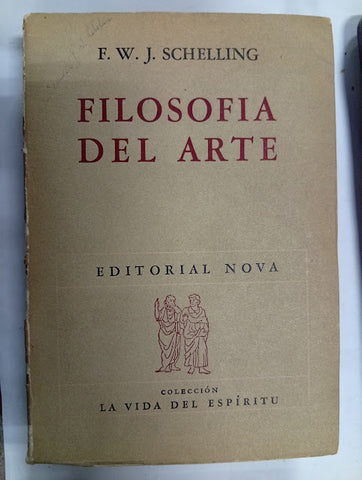 F. W. J. SCHELLING
FILOSOFIA
DEL ARTE
EDITORIAL NOVA
COLECCIÓN
LA VIDA DEL ESPÍRITU